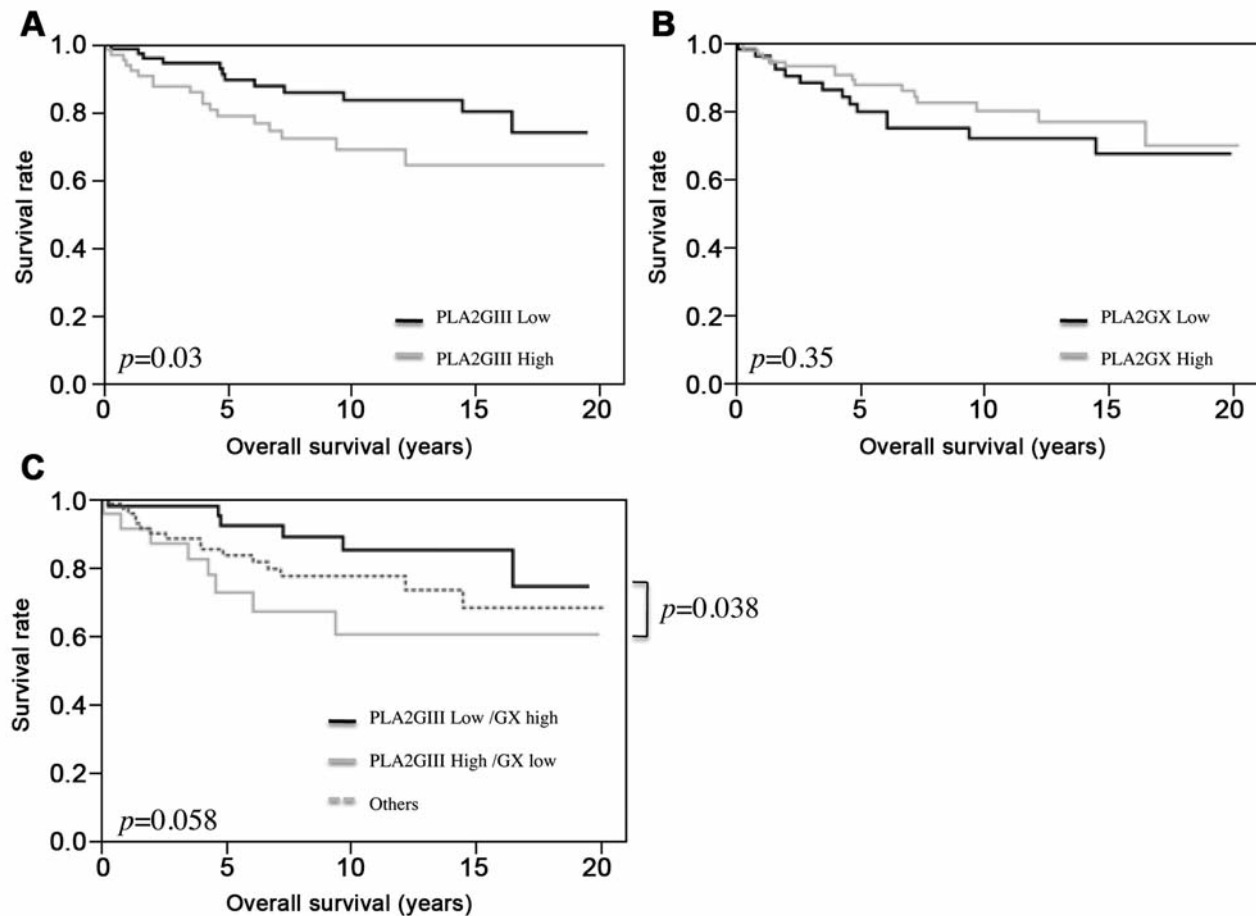 A
1.0
0.8
0.6
0.4
0.2
0.0
Survival rate
PLA2GIII Low
PLA2GIII High
p=0.03
0 5 10 15 20
Overall survival (years)
B
1.0
0.8
0.6
0.4
0.2
0.0
Survival rate
PLA2GX Low
PLA2GX High
p=0.35
0 5 10 15 20
Overall survival (years)
C
1.0
0.8
0.6
0.4
0.2
0.0
Survival rate
p=0.038
PLA2GIII Low /GX high
PLA2GIII High /GX low
Others
p=0.058
0 5 10 15 20
Overall survival (years)